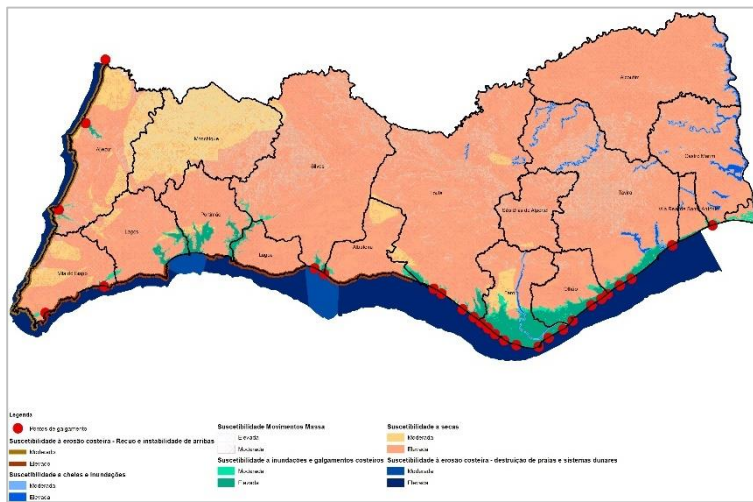 Alcoutim
Monchique
Castro Marim
Aljezur
Silves
Loulé
Tavira
São Brás de Alportel
Vila Real de Santo António
Portimão
Lagos
Lagoa
Albufeira
Vila do Bispo
Faro
Olhão
Legenda
Pontos de galgamento
Suscetibilidade à erosão costeira - Recuo e instabilidade de arribas
Moderada
Elevado
Suscetibilidade a cheias e inundações
Moderada
Elevada
Suscetibilidade Movimentos Massa
Elevada
Moderada
Suscetibilidade a inundações e galgamentos costeiros
Moderada
Elevada
Suscetibilidade a secas
Moderada
Elevada
Suscetibilidade à erosão costeira - destruição de praias e sistemas dunares
Moderada
Elevada